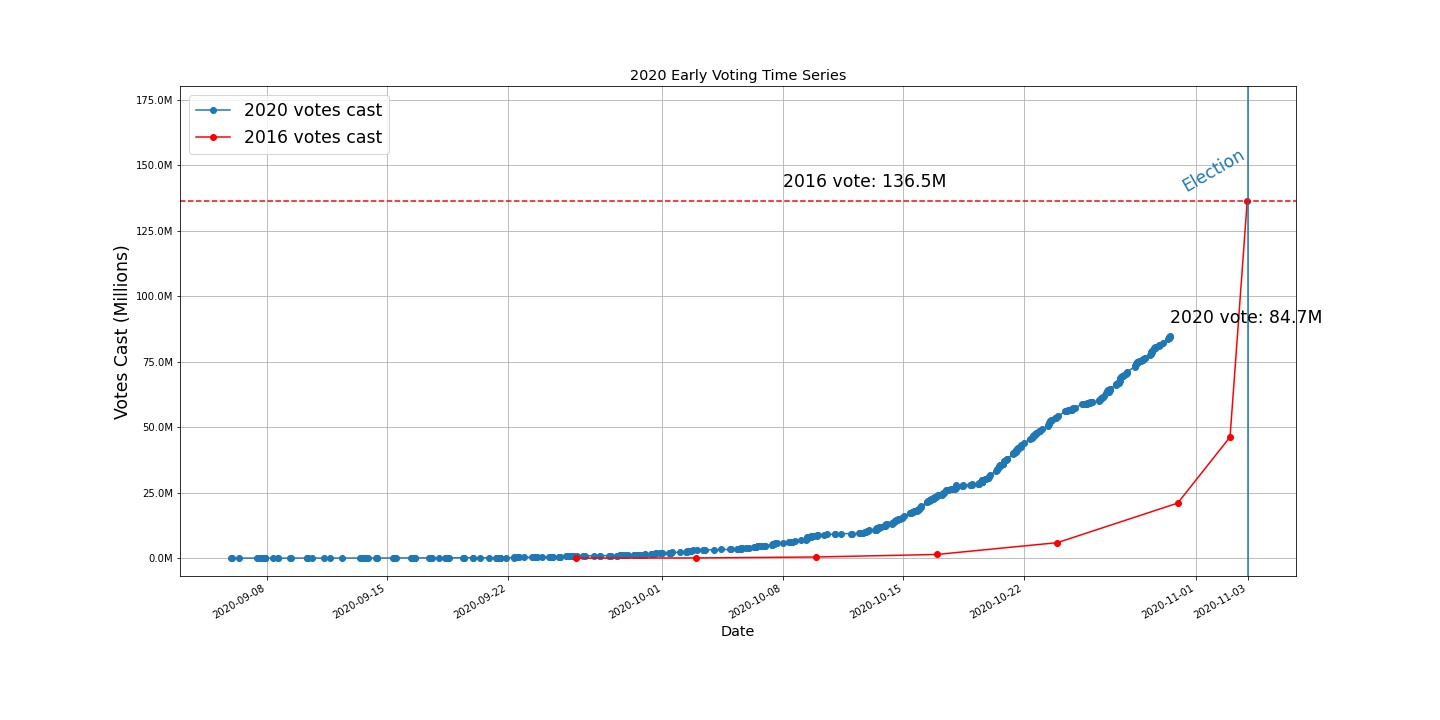 2020 Early Voting Time Series
175.0M
150.0M
125.0M
100.0M
75.0M
50.0M
25.0M
0.0M
Votes Cast (Millions)
2020 votes cast
2016 votes cast
2016 vote: 136.5M
Election
2020 vote: 84.7M
2020-09-08
2020-09-15
2020-09-22
2020-10-01
2020-10-08
2020-10-15
2020-10-22
2020-11-01
2020-11-03
Date